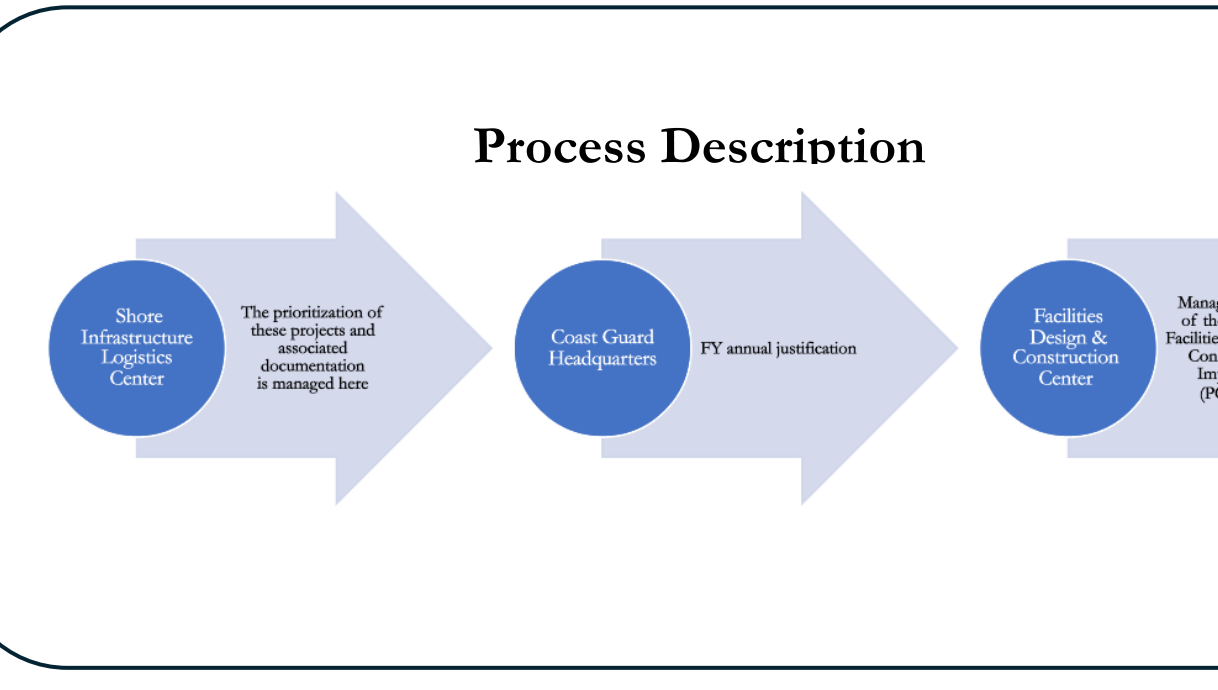 Process Description
Shore
Infrastructure
Logistics
Center
The prioritization of
these projects and
associated
documentation
is managed here
Coast Guard
Headquarters
FY annual justification
Facilities
Design &
Construction
Center
of